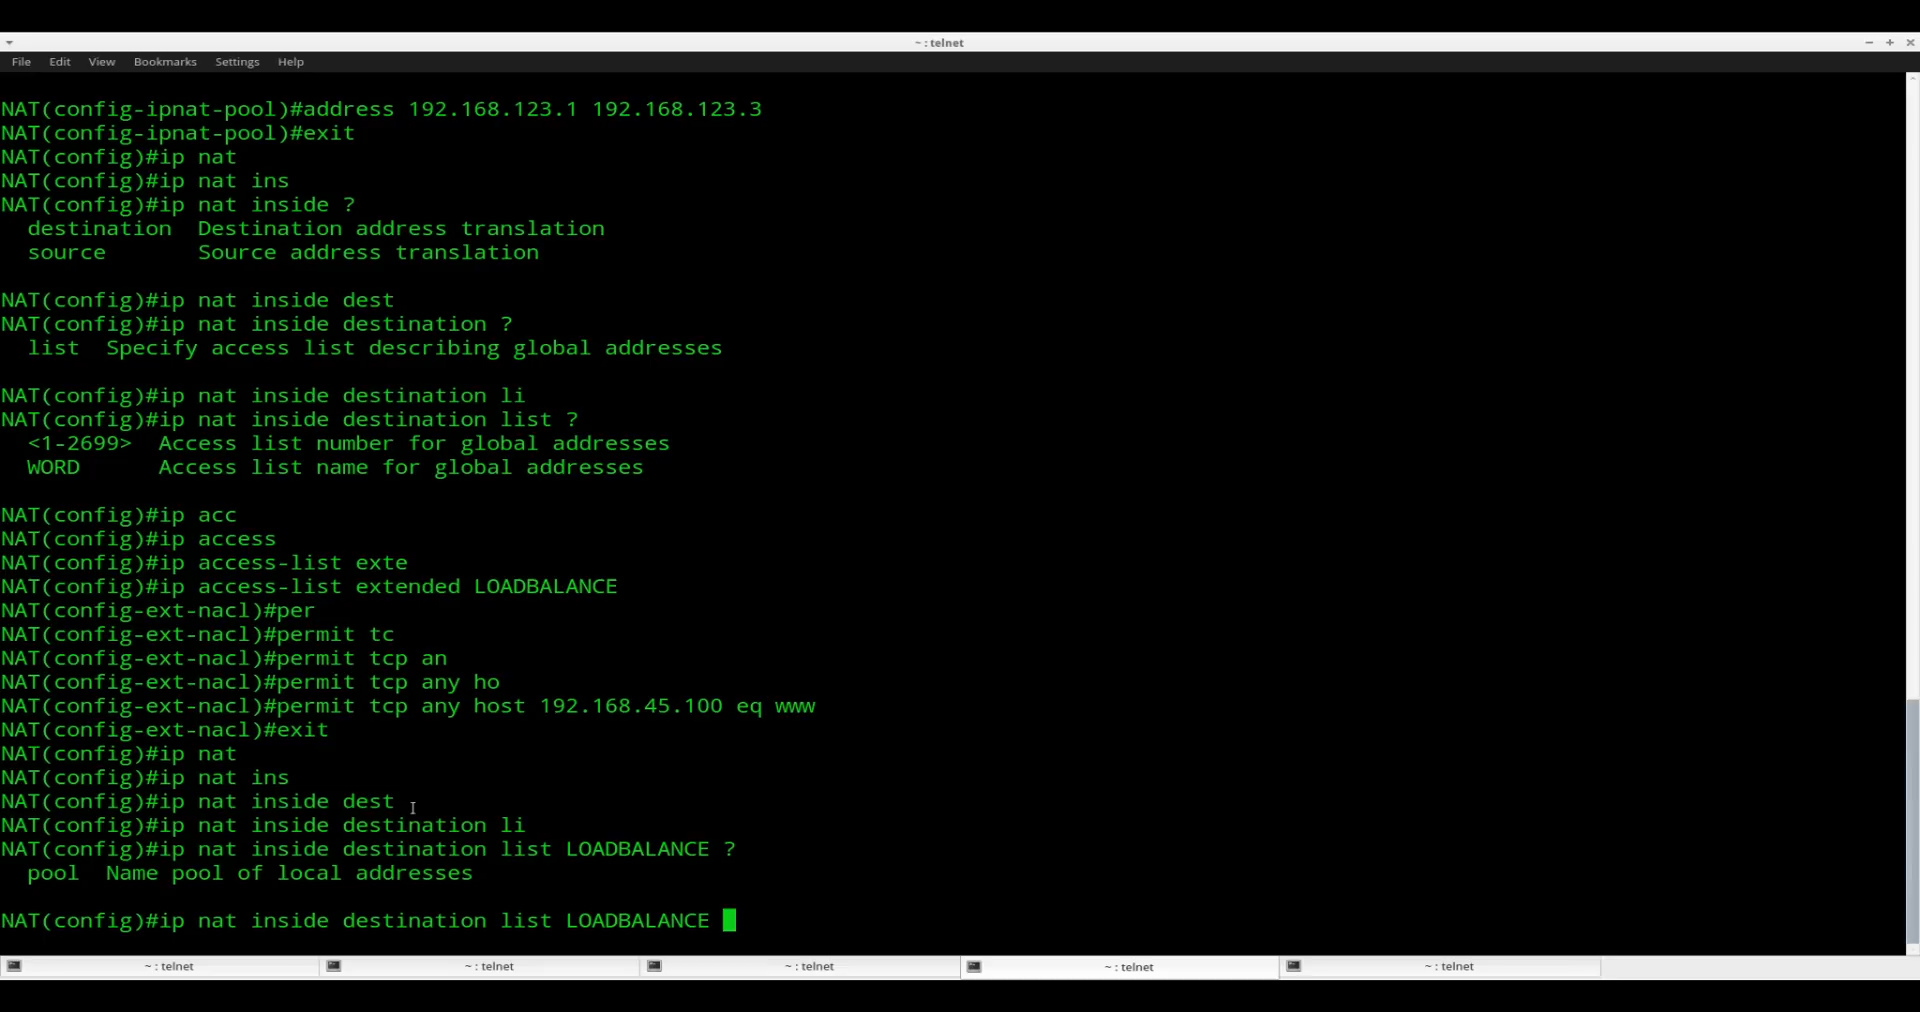 ~ : telnet
File Edit View Bookmarks Settings Help
NAT(config-ipnat-pool)#address 192.168.123.1 192.168.123.3
NAT(config-ipnat-pool)#exit
NAT(config)#ip nat
NAT(config)#ip nat ins
NAT(config)#ip nat inside ?
  destination  Destination address translation
  source       Source address translation
NAT(config)#ip nat inside dest
NAT(config)#ip nat inside destination ?
  list  Specify access list describing global addresses
NAT(config)#ip nat inside destination li
NAT(config)#ip nat inside destination list ?
  <1-2699>  Access list number for global addresses
  WORD      Access list name for global addresses
NAT(config)#ip acc
NAT(config)#ip access
NAT(config)#ip access-list exte
NAT(config)#ip access-list extended LOADBALANCE
NAT(config-ext-nacl)#per
NAT(config-ext-nacl)#permit tc
NAT(config-ext-nacl)#permit tcp an
NAT(config-ext-nacl)#permit tcp any ho
NAT(config-ext-nacl)#permit tcp any host 192.168.45.100 eq www
NAT(config-ext-nacl)#exit
NAT(config)#ip nat
NAT(config)#ip nat ins
NAT(config)#ip nat inside dest
NAT(config)#ip nat inside destination li
NAT(config)#ip nat inside destination list LOADBALANCE ?
  pool  Name pool of local addresses
NAT(config)#ip nat inside destination list LOADBALANCE
~ : telnet ~ : telnet ~ : telnet ~ : telnet ~ : telnet